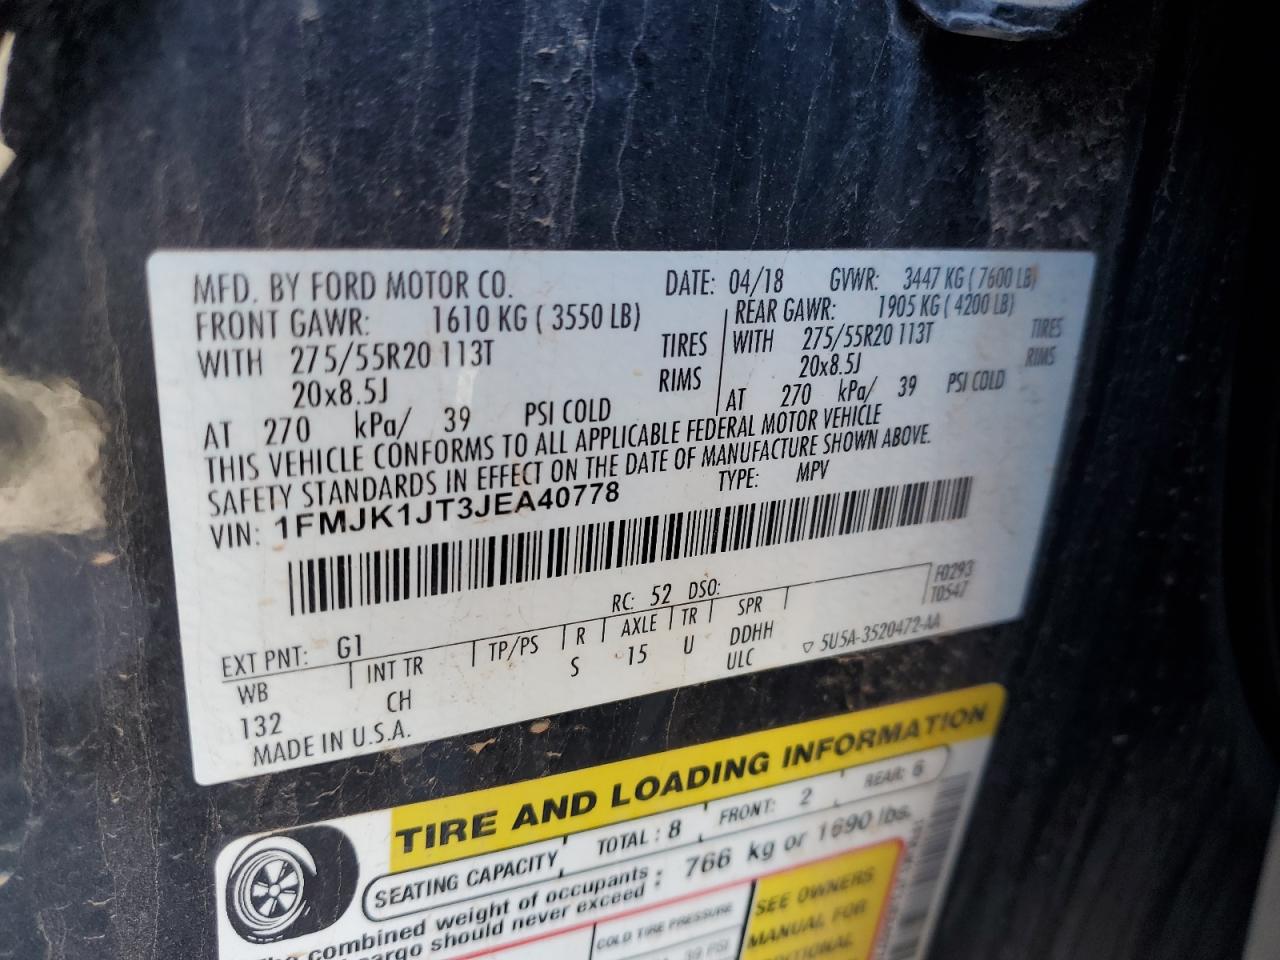 MFD. BY FORD MOTOR CO. DATE: 04/18 GVWR: 3447 KG ( 7600 LB)
FRONT GAWR: 1610 KG ( 3550 LB) REAR GAWR: 1905 KG ( 4200 LB)
WITH 275/55R20 113T TIRES WITH 275/55R20 113T TIRES
20x8.5J RIMS 20x8.5J RIMS
AT 270 kPa/ 39 PSI COLD AT 270 kPa/ 39 PSI COLD
THIS VEHICLE CONFORMS TO ALL APPLICABLE FEDERAL MOTOR VEHICLE
SAFETY STANDARDS IN EFFECT ON THE DATE OF MANUFACTURE SHOWN ABOVE.
VIN: 1FMJK1JT3JEA40778 TYPE: MPV
F0293
RC: 52 DSO: T0547
EXT PNT: G1
WB INT TR TP/PS R AXLE TR SPR
132 CH S 15 U DDHH ▽ 5U5A-3520472-AA
ULC
MADE IN U.S.A.
TIRE AND LOADING INFORMATION
SEATING CAPACITY TOTAL : 8 FRONT: 2 REAR: 6
The combined weight of occupants : 766 kg or 1690 lbs.
cargo should never exceed
COLD TIRE PRESSURE
39 PSI
SEE OWNERS
MANUAL FOR